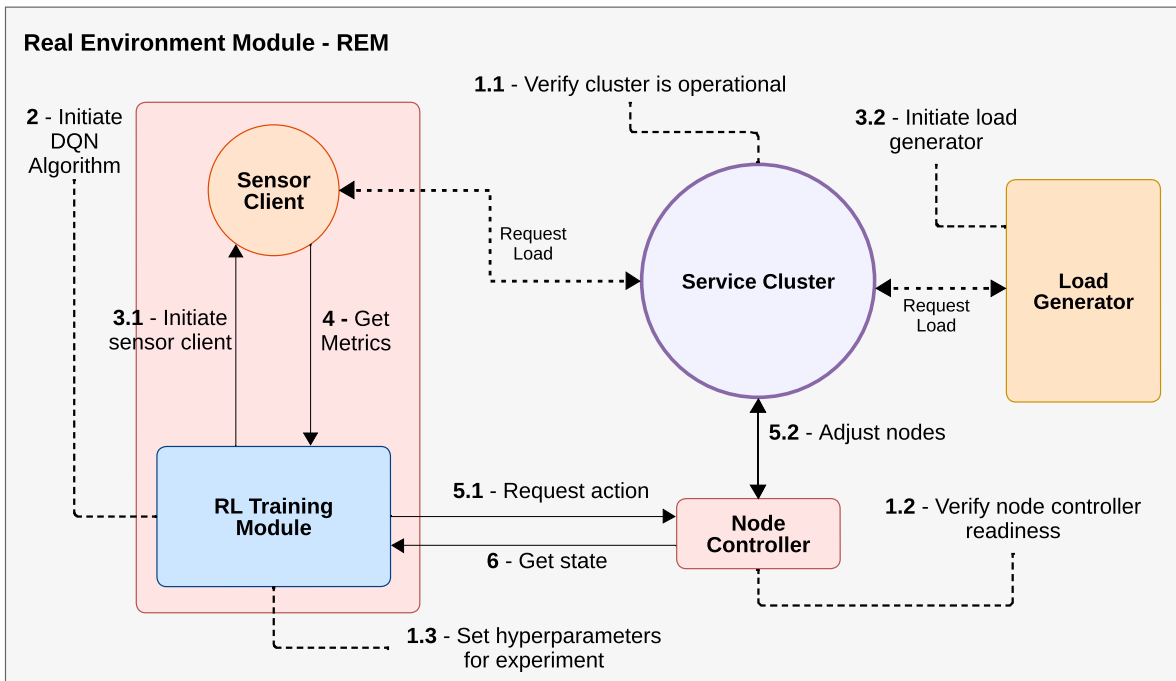 Real Environment Module - REM
1.1 - Verify cluster is operational
2 - Initiate
DQN
Algorithm
3.2 - Initiate load
generator
Sensor
Client
Request
Load
Service Cluster
Load
Generator
Request
Load
3.1 - Initiate
sensor client
4 - Get
Metrics
5.2 - Adjust nodes
RL Training
Module
5.1 - Request action
Node
Controller
1.2 - Verify node controller
readiness
6 - Get state
1.3 - Set hyperparameters
for experiment